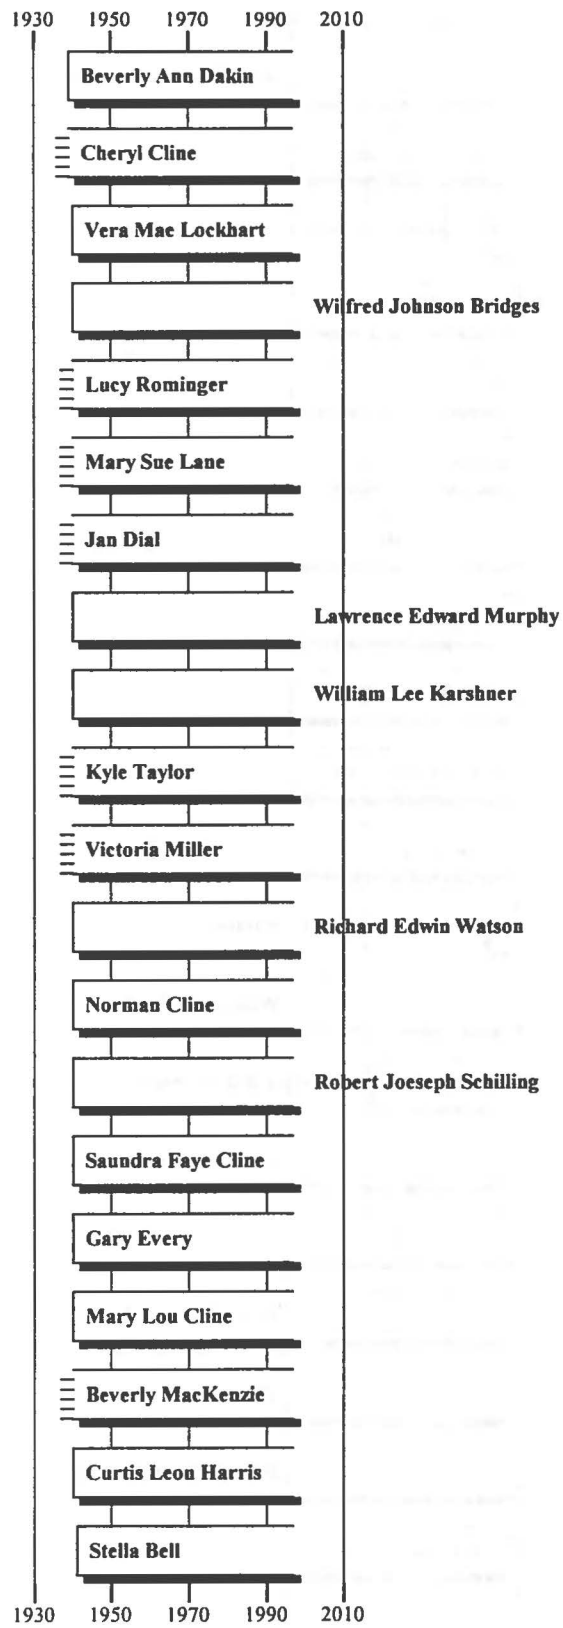 1930 1950 1970 1990 2010
Beverly Ann Dakin
Cheryl Cline
Vera Mae Lockhart
Wilfred Johnson Bridges
Lucy Rominger
Mary Sue Lane
Jan Dial
Lawrence Edward Murphy
William Lee Karshner
Kyle Taylor
Victoria Miller
Richard Edwin Watson
Norman Cline
Robert Joeseph Schilling
Saundra Faye Cline
Gary Every
Mary Lou Cline
Beverly MacKenzie
Curtis Leon Harris
Stella Bell
1930 1950 1970 1990 2010